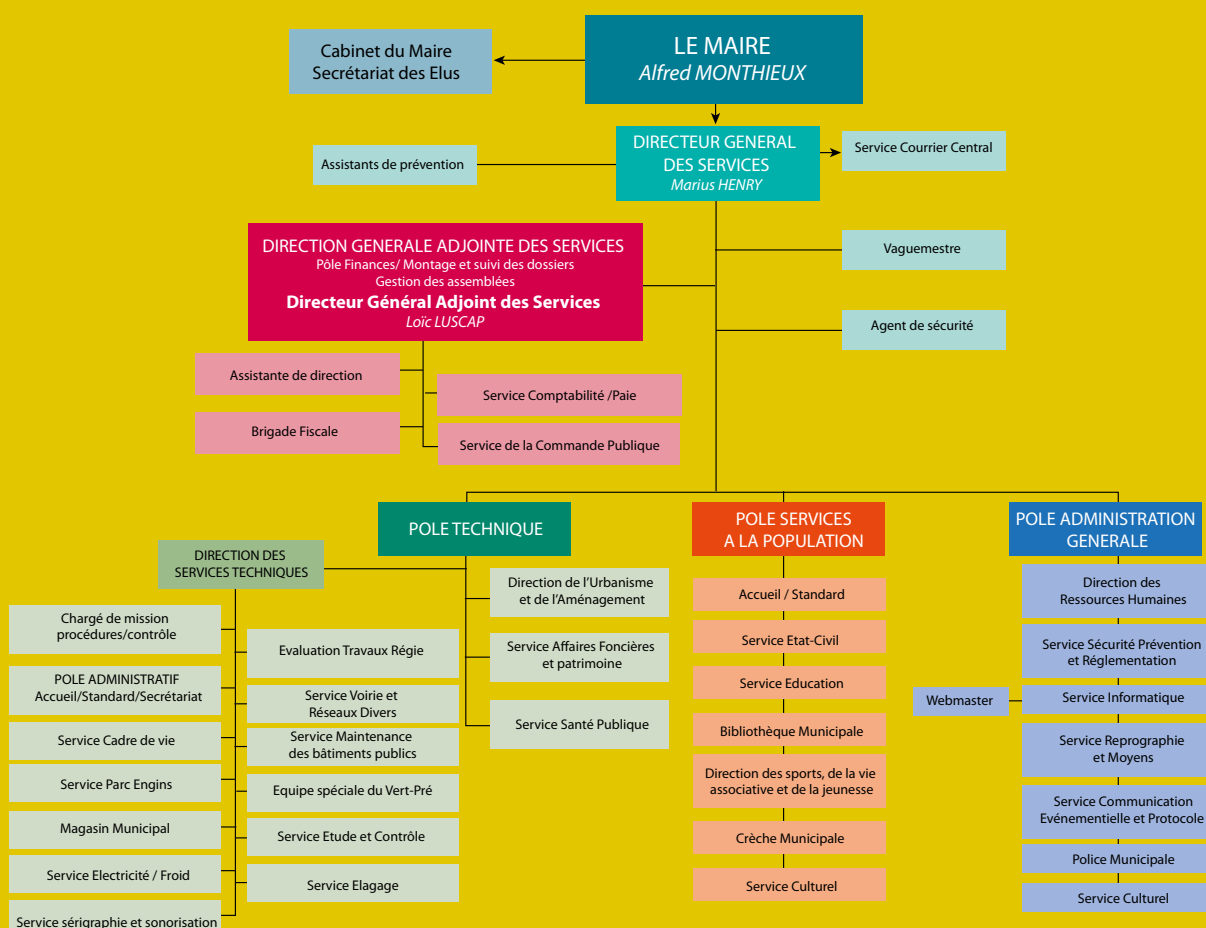 Cabinet du Maire
Secrétariat des Elus
LE MAIRE
Alfred MONTHIEUX
Assistants de prévention
DIRECTEUR GENERAL
DES SERVICES
Marius HENRY
Service Courrier Central
DIRECTION GENERALE ADJOINTE DES SERVICES
Pôle Finances/ Montage et suivi des dossiers
Gestion des assemblées
Directeur Général Adjoint des Services
Loïc LUSCAP
Vaguemestre
Agent de sécurité
Assistante de direction
Service Comptabilité /Paie
Brigade Fiscale
Service de la Commande Publique
POLE TECHNIQUE
POLE SERVICES
A LA POPULATION
POLE ADMINISTRATION
GENERALE
DIRECTION DES
SERVICES TECHNIQUES
Chargé de mission
procédures/contrôle
POLE ADMINISTRATIF
Accueil/Standard/Secrétariat
Service Cadre de vie
Service Parc Engins
Magasin Municipal
Service Electricité / Froid
Service sérigraphie et sonorisation
Evaluation Travaux Régie
Service Voirie et
Réseaux Divers
Service Maintenance
des bâtiments publics
Equipe spéciale du Vert-Pré
Service Etude et Contrôle
Service Elagage
Direction de l'Urbanisme
et de l'Aménagement
Service Affaires Foncières
et patrimoine
Service Santé Publique
Accueil / Standard
Service Etat-Civil
Service Education
Bibliothèque Municipale
Direction des sports, de la vie
associative et de la jeunesse
Crèche Municipale
Service Culturel
Direction des
Ressources Humaines
Service Sécurité Prévention
et Réglementation
Webmaster
Service Informatique
Service Reprographie
et Moyens
Service Communication
Evénementielle et Protocole
Police Municipale
Service Culturel